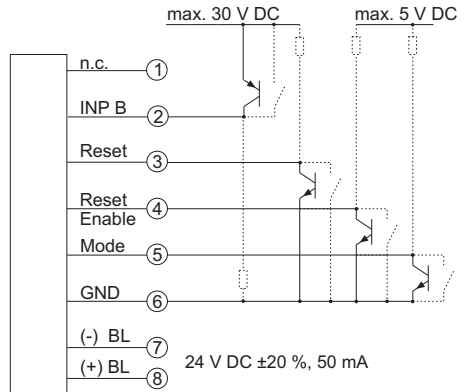 max. 30 V DC
max. 5 V DC
n.c.
1
INP B
2
Reset
3
Reset
Enable
4
Mode
5
GND
6
(-) BL
7
24 V DC ±20 %, 50 mA
(+) BL
8